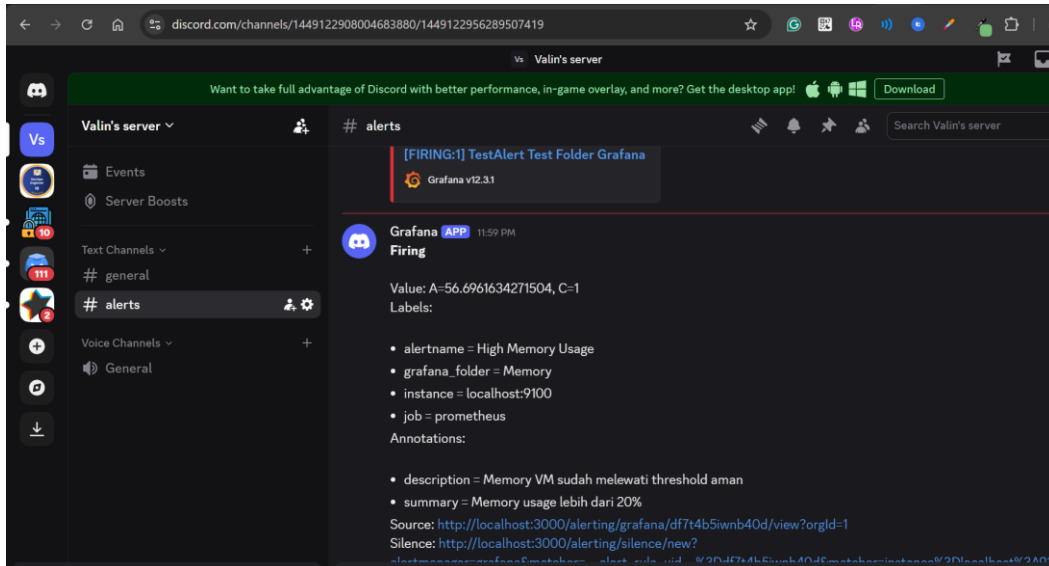 discord.com/channels/1449122908004683880/1449122956289507419
Vs Valin's server
Want to take full advantage of Discord with better performance, in-game overlay, and more? Get the desktop app! Download
Valin's server
# alerts
Search Valin's server
Vs
Events
Server Boosts
10
111
2
Text Channels
# general
# alerts
Voice Channels
General
[FIRING:1] TestAlert Test Folder Grafana
Grafana v12.3.1
Grafana APP 11:59 PM
Firing
Value: A=56.6961634271504, C=1
Labels:
• alertname = High Memory Usage
• grafana_folder = Memory
• instance = localhost:9100
• job = prometheus
Annotations:
• description = Memory VM sudah melewati threshold aman
• summary = Memory usage lebih dari 20%
Source: http://localhost:3000/alerting/grafana/df7t4b5iwnb40d/view?orgId=1
Silence: http://localhost:3000/alerting/silence/new?